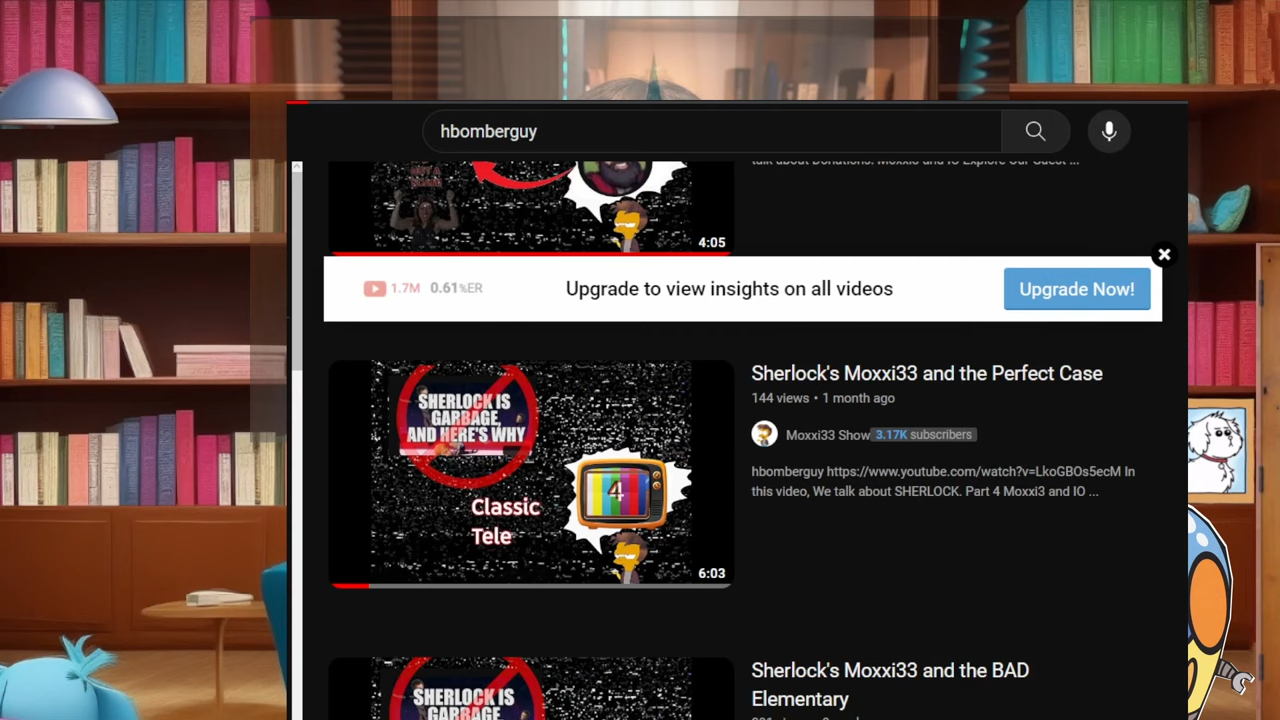 hbomberguy
talk about Donations. Moxxi3 and IO Explore Our Guest ...
4:05
1.7M 0.61%ER
Upgrade to view insights on all videos
Upgrade Now!
SHERLOCK IS
GARBAGE,
AND HERE'S WHY
4
Classic
Tele
6:03
Sherlock's Moxxi33 and the Perfect Case
144 views • 1 month ago
Moxxi33 Show 3.17K subscribers
hbomberguy https://www.youtube.com/watch?v=LkoGBOs5ecM In
this video, We talk about SHERLOCK. Part 4 Moxxi3 and IO ...
SHERLOCK IS
GARBAGE
Sherlock's Moxxi33 and the BAD
Elementary